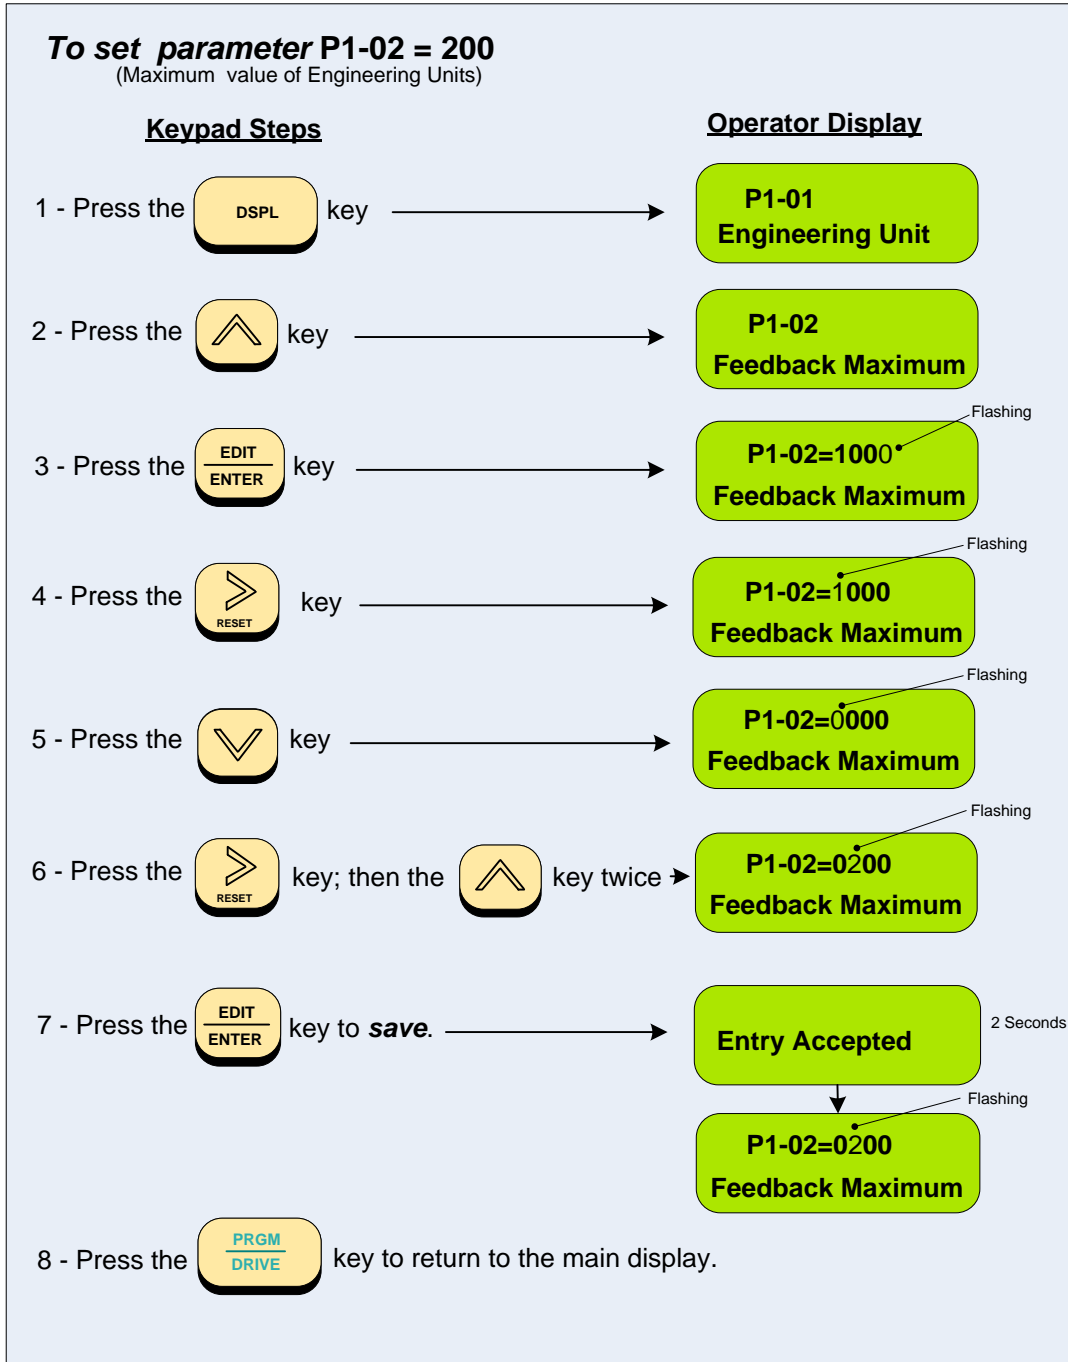 To set parameter P1-02 = 200
(Maximum value of Engineering Units)
Keypad Steps
Operator Display
1 - Press the DSPL key
P1-01
Engineering Unit
2 - Press the key
P1-02
Feedback Maximum
3 - Press the EDIT ENTER key
Flashing
P1-02=1000
Feedback Maximum
4 - Press the RESET key
Flashing
P1-02=1000
Feedback Maximum
5 - Press the key
Flashing
P1-02=0000
Feedback Maximum
6 - Press the RESET key; then the key twice
Flashing
P1-02=0200
Feedback Maximum
7 - Press the EDIT ENTER key to save.
Entry Accepted
2 Seconds
Flashing
P1-02=0200
Feedback Maximum
8 - Press the PRGM DRIVE key to return to the main display.